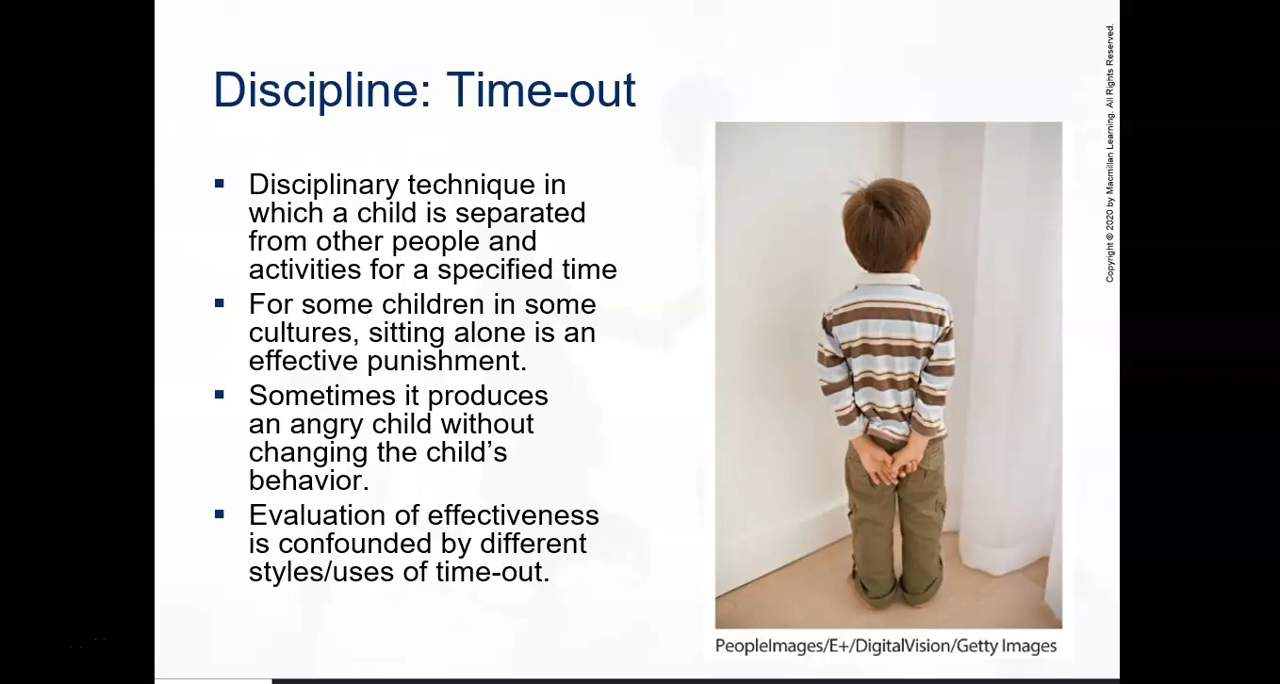 Discipline: Time-out
▪ Disciplinary technique in
which a child is separated
from other people and
activities for a specified time
▪ For some children in some
cultures, sitting alone is an
effective punishment.
▪ Sometimes it produces
an angry child without
changing the child’s
behavior.
▪ Evaluation of effectiveness
is confounded by different
styles/uses of time-out.
PeopleImages/E+/DigitalVision/Getty Images
Copyright © 2020 by Macmillan Learning. All Rights Reserved.